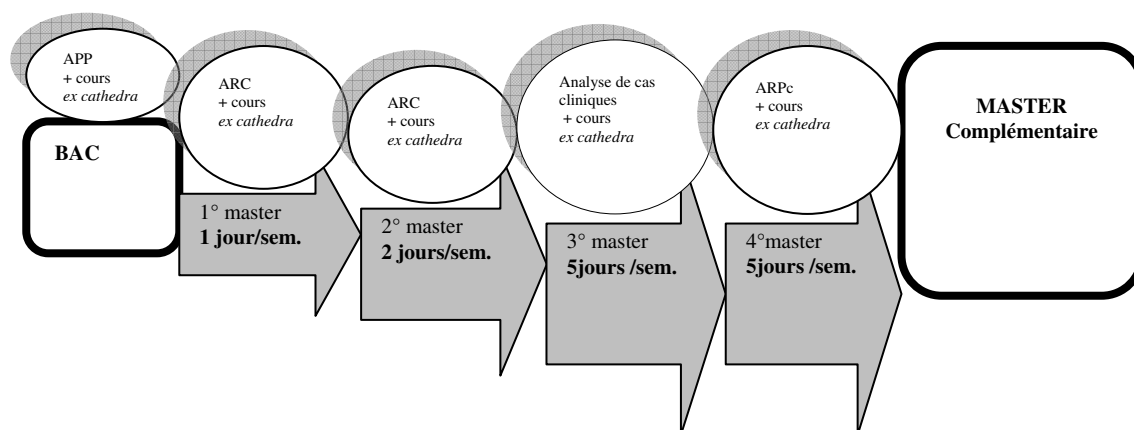 APP
+ cours
ex cathedra
BAC
ARC
+ cours
ex cathedra
1° master
1 jour/sem.
ARC
+ cours
ex cathedra
2° master
2 jours/sem.
Analyse de cas
cliniques
+ cours
ex cathedra
3° master
5jours /sem.
ARPc
+ cours
ex cathedra
4°master
5jours /sem.
MASTER
Complémentaire